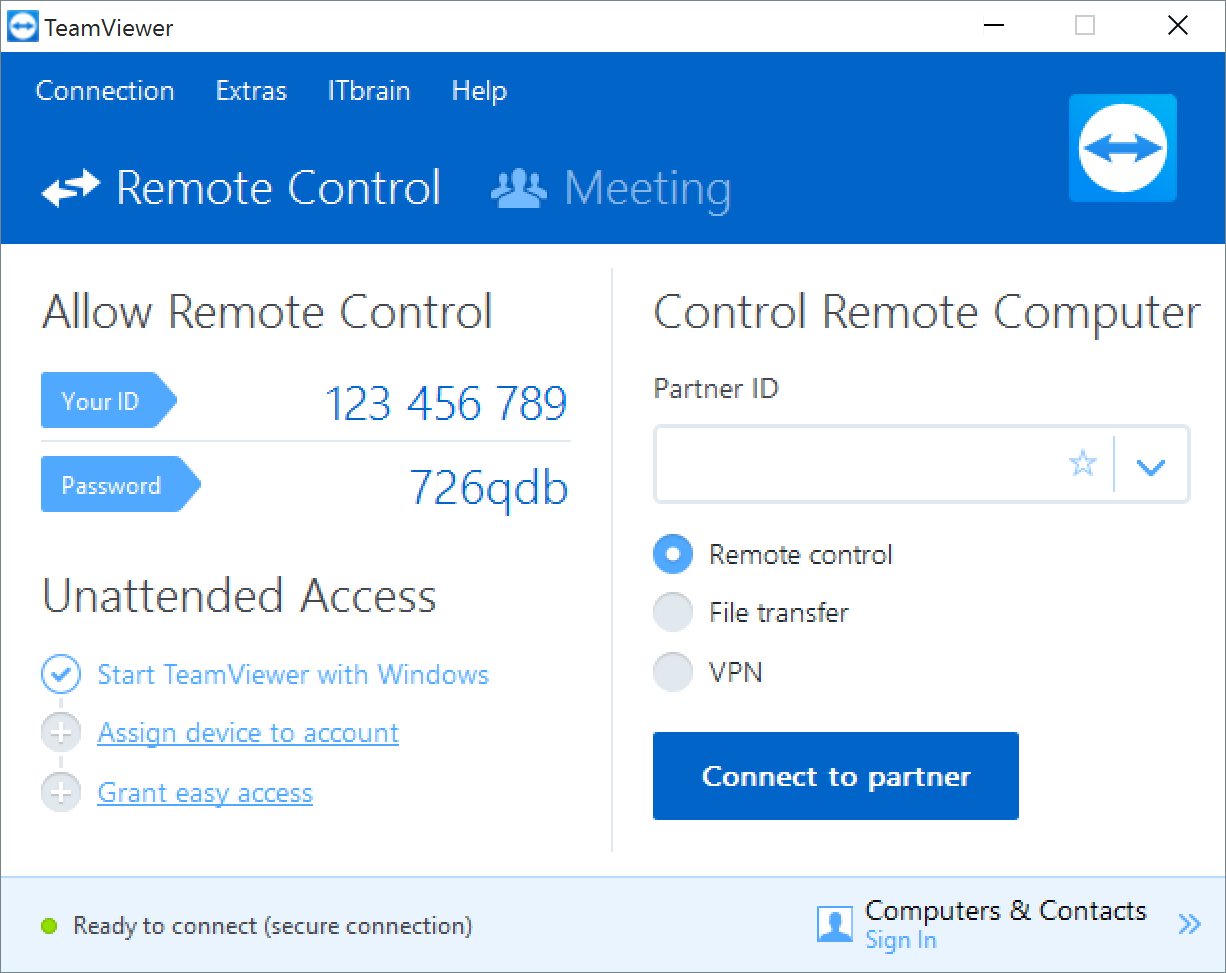 TeamViewer
Connection Extras ITbrain Help
Remote Control Meeting
Allow Remote Control
Your ID 123 456 789
Password 726qdb
Unattended Access
Start TeamViewer with Windows
Assign device to account
Grant easy access
Control Remote Computer
Partner ID
Remote control
File transfer
VPN
Connect to partner
Ready to connect (secure connection)
Computers & Contacts
Sign In